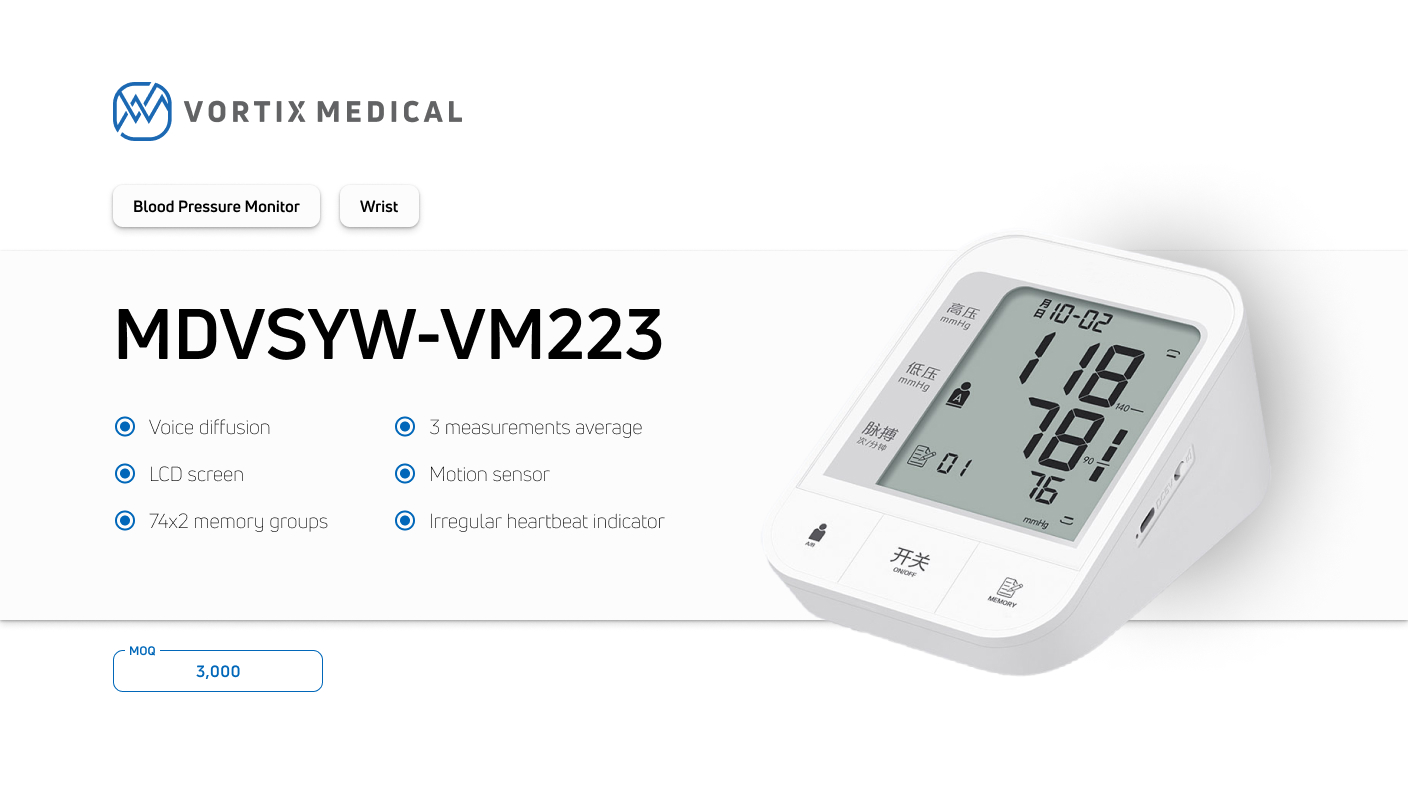 VORTIX MEDICAL
Blood Pressure Monitor
Wrist
MDVSYW-VM223
Voice diffusion
3 measurements average
LCD screen
Motion sensor
74x2 memory groups
Irregular heartbeat indicator
MOQ
3,000
高压
mmHg
低压
mmHg
脉搏
次/分钟
月
日
10-02
118
140
78
90
76
A
01
mmHg
开关
ON/OFF
MEMORY